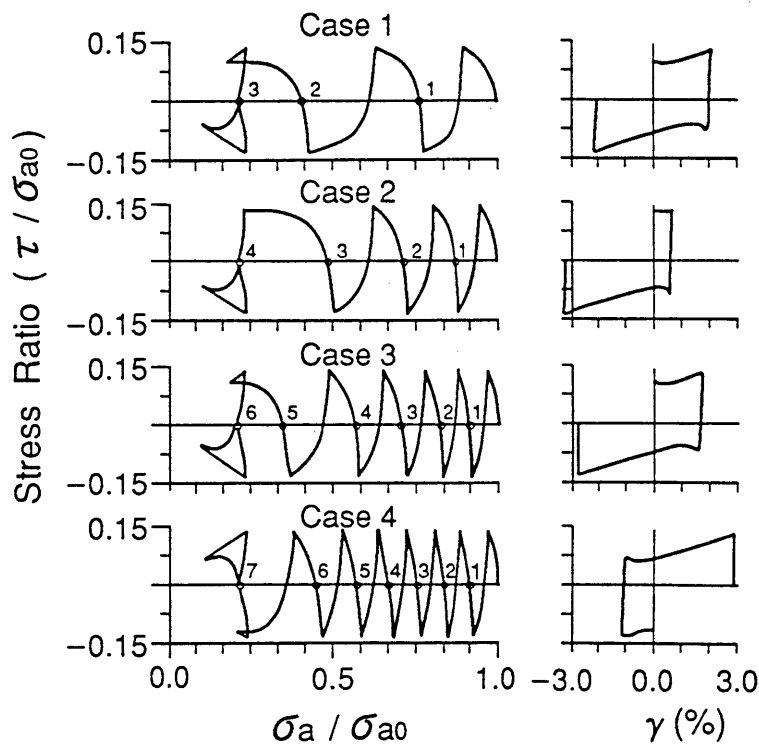 Case 1
0.15
3 2 1
−0.15
Case 2
0.15
4 3 2 1
−0.15
Case 3
0.15
6 5 4 3 2 1
−0.15
Case 4
0.15
7 6 5 4 3 2 1
−0.15
0.0 0.5 1.0
−3.0 0.0 3.0
σa / σa0
γ (%)
Stress Ratio ( τ / σa0)